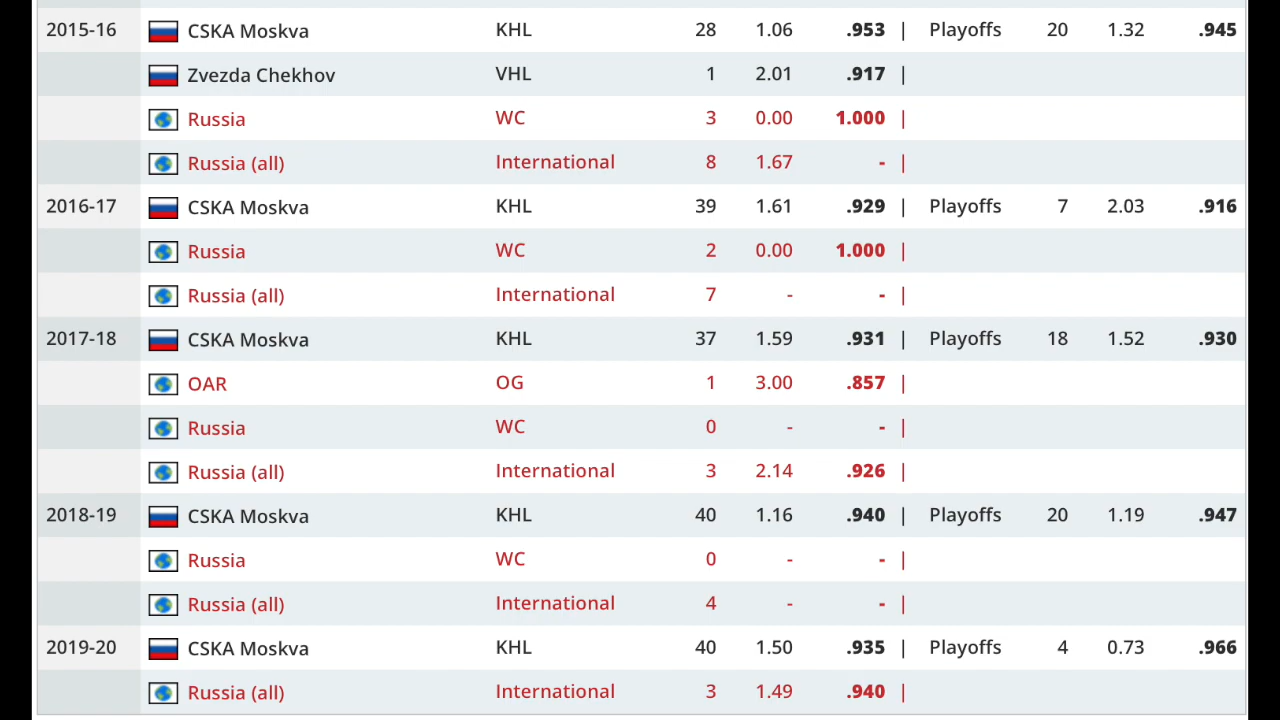 2015-16 CSKA Moskva KHL 28 1.06 .953 | Playoffs 20 1.32 .945
Zvezda Chekhov VHL 1 2.01 .917 |
Russia WC 3 0.00 1.000 |
Russia (all) International 8 1.67 - |
2016-17 CSKA Moskva KHL 39 1.61 .929 | Playoffs 7 2.03 .916
Russia WC 2 0.00 1.000 |
Russia (all) International 7 - - |
2017-18 CSKA Moskva KHL 37 1.59 .931 | Playoffs 18 1.52 .930
OAR OG 1 3.00 .857 |
Russia WC 0 - - |
Russia (all) International 3 2.14 .926 |
2018-19 CSKA Moskva KHL 40 1.16 .940 | Playoffs 20 1.19 .947
Russia WC 0 - - |
Russia (all) International 4 - - |
2019-20 CSKA Moskva KHL 40 1.50 .935 | Playoffs 4 0.73 .966
Russia (all) International 3 1.49 .940 |